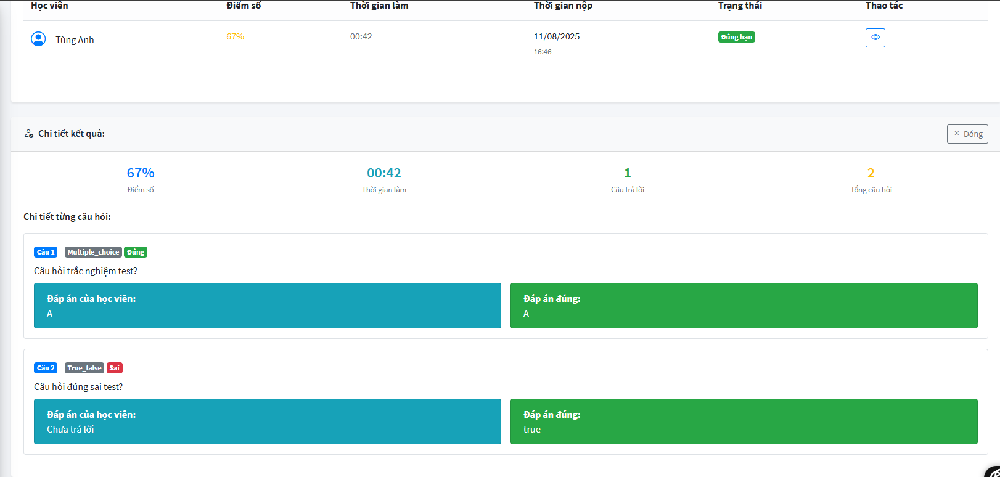 Học viên Điểm số Thời gian làm Thời gian nộp Trạng thái Thao tác
Tùng Anh 67% 00:42 11/08/2025 Đúng hạn
16:46
Chi tiết kết quả: × Đóng
67% 00:42 1 2
Điểm số Thời gian làm Câu trả lời Tổng câu hỏi
Chi tiết từng câu hỏi:
Câu 1 Multiple_choice Đúng
Câu hỏi trắc nghiệm test?
Đáp án của học viên: Đáp án đúng:
A A
Câu 2 True_false Sai
Câu hỏi đúng sai test?
Đáp án của học viên: Đáp án đúng:
Chưa trả lời true